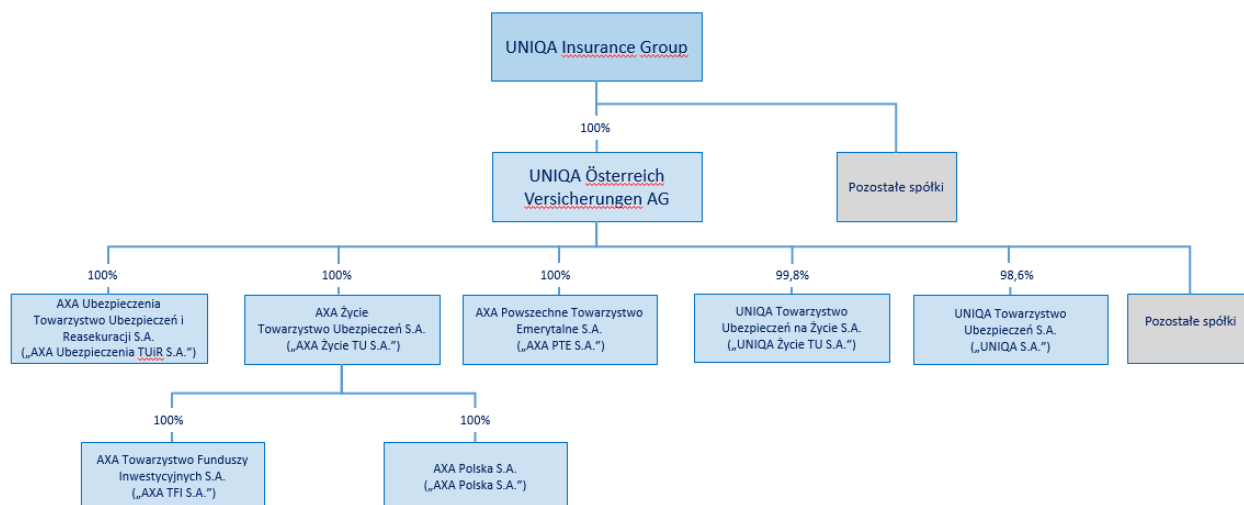 UNIQA Insurance Group
100%
UNIQA Österreich
Versicherungen AG
Pozostałe spółki
100%
100%
100%
99,8%
98,6%
AXA Ubezpieczenia
Towarzystwo Ubezpieczeń i
Reasekuracji S.A.
(„AXA Ubezpieczenia TUiR S.A.”)
AXA Życie
Towarzystwo Ubezpieczeń S.A.
(„AXA Życie TU S.A.”)
AXA Powszechne Towarzystwo
Emerytalne S.A.
(„AXA PTE S.A.”)
UNIQA Towarzystwo
Ubezpieczeń na Życie S.A.
(„UNIQA Życie TU S.A.”)
UNIQA Towarzystwo
Ubezpieczeń S.A.
(„UNIQA S.A.”)
Pozostałe spółki
100%
100%
AXA Towarzystwo Funduszy
Inwestycyjnych S.A.
(„AXA TFI S.A.”)
AXA Polska S.A.
(„AXA Polska S.A.”)